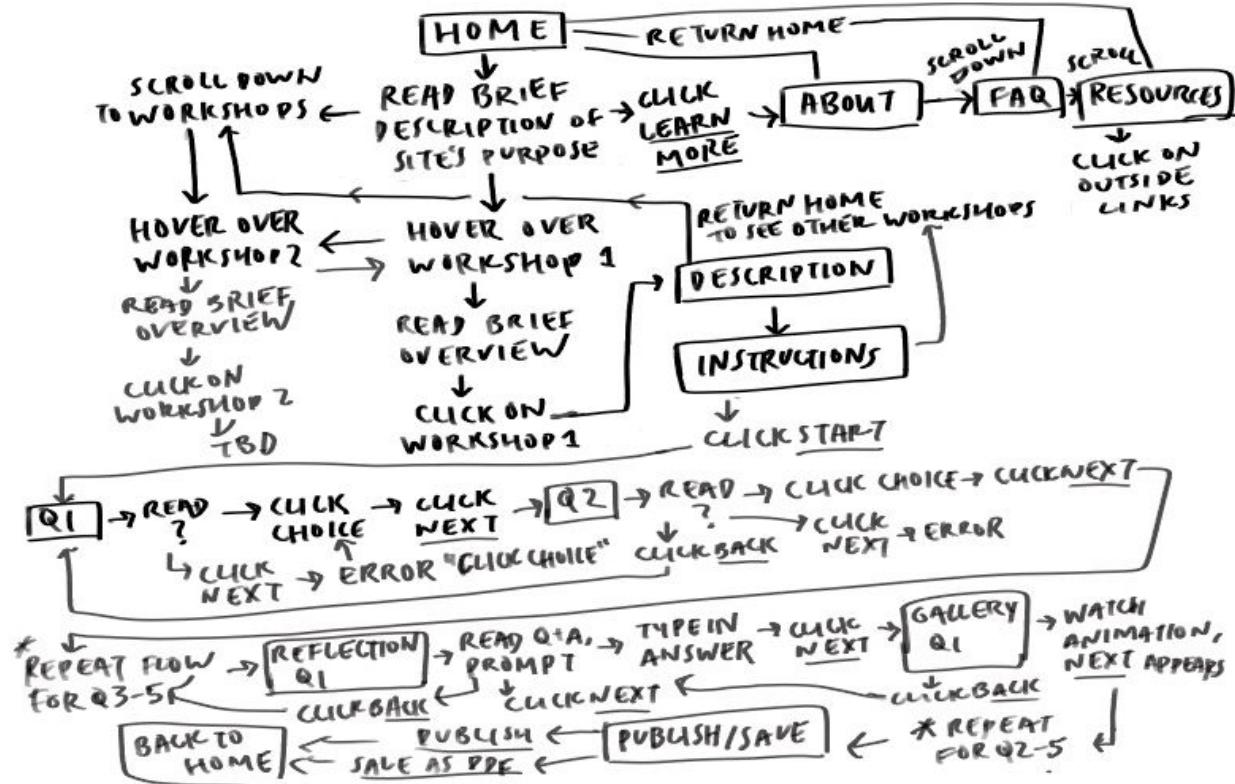 HOME
RETURN HOME
SCROLL DOWN
TO WORKSHOPS
READ BRIEF
DESCRIPTION OF
SITE'S PURPOSE
CLICK
LEARN
MORE
ABOUT
SCROLL
DOWN
FAQ
SCROLL
RESOURCES
CLICK ON
OUTSIDE
LINKS
HOVER OVER
WORKSHOP 2
READ BRIEF
OVERVIEW
CLICK ON
WORKSHOP 2
TBD
HOVER OVER
WORKSHOP 1
READ BRIEF
OVERVIEW
CLICK ON
WORKSHOP 1
RETURN HOME
TO SEE OTHER WORKSHOPS
DESCRIPTION
INSTRUCTIONS
CLICK START
Q1
READ
?
CLICK
CHOICE
CLICK
NEXT
Q2
READ
?
CLICK CHOICE
CLICK NEXT
CLICK
NEXT
ERROR "CLICK CHOICE"
CLICK BACK
CLICK
NEXT
ERROR
* REPEAT FLOW
FOR Q3-5
REFLECTION
Q1
READ Q+A,
PROMPT
TYPE IN
ANSWER
CLICK
NEXT
GALLERY
Q1
WATCH
ANIMATION,
NEXT APPEARS
CLICK BACK
CLICK NEXT
CLICK BACK
* REPEAT
FOR Q2-5
PUBLISH/SAVE
PUBLISH
SAVE AS PDF
BACK TO
HOME